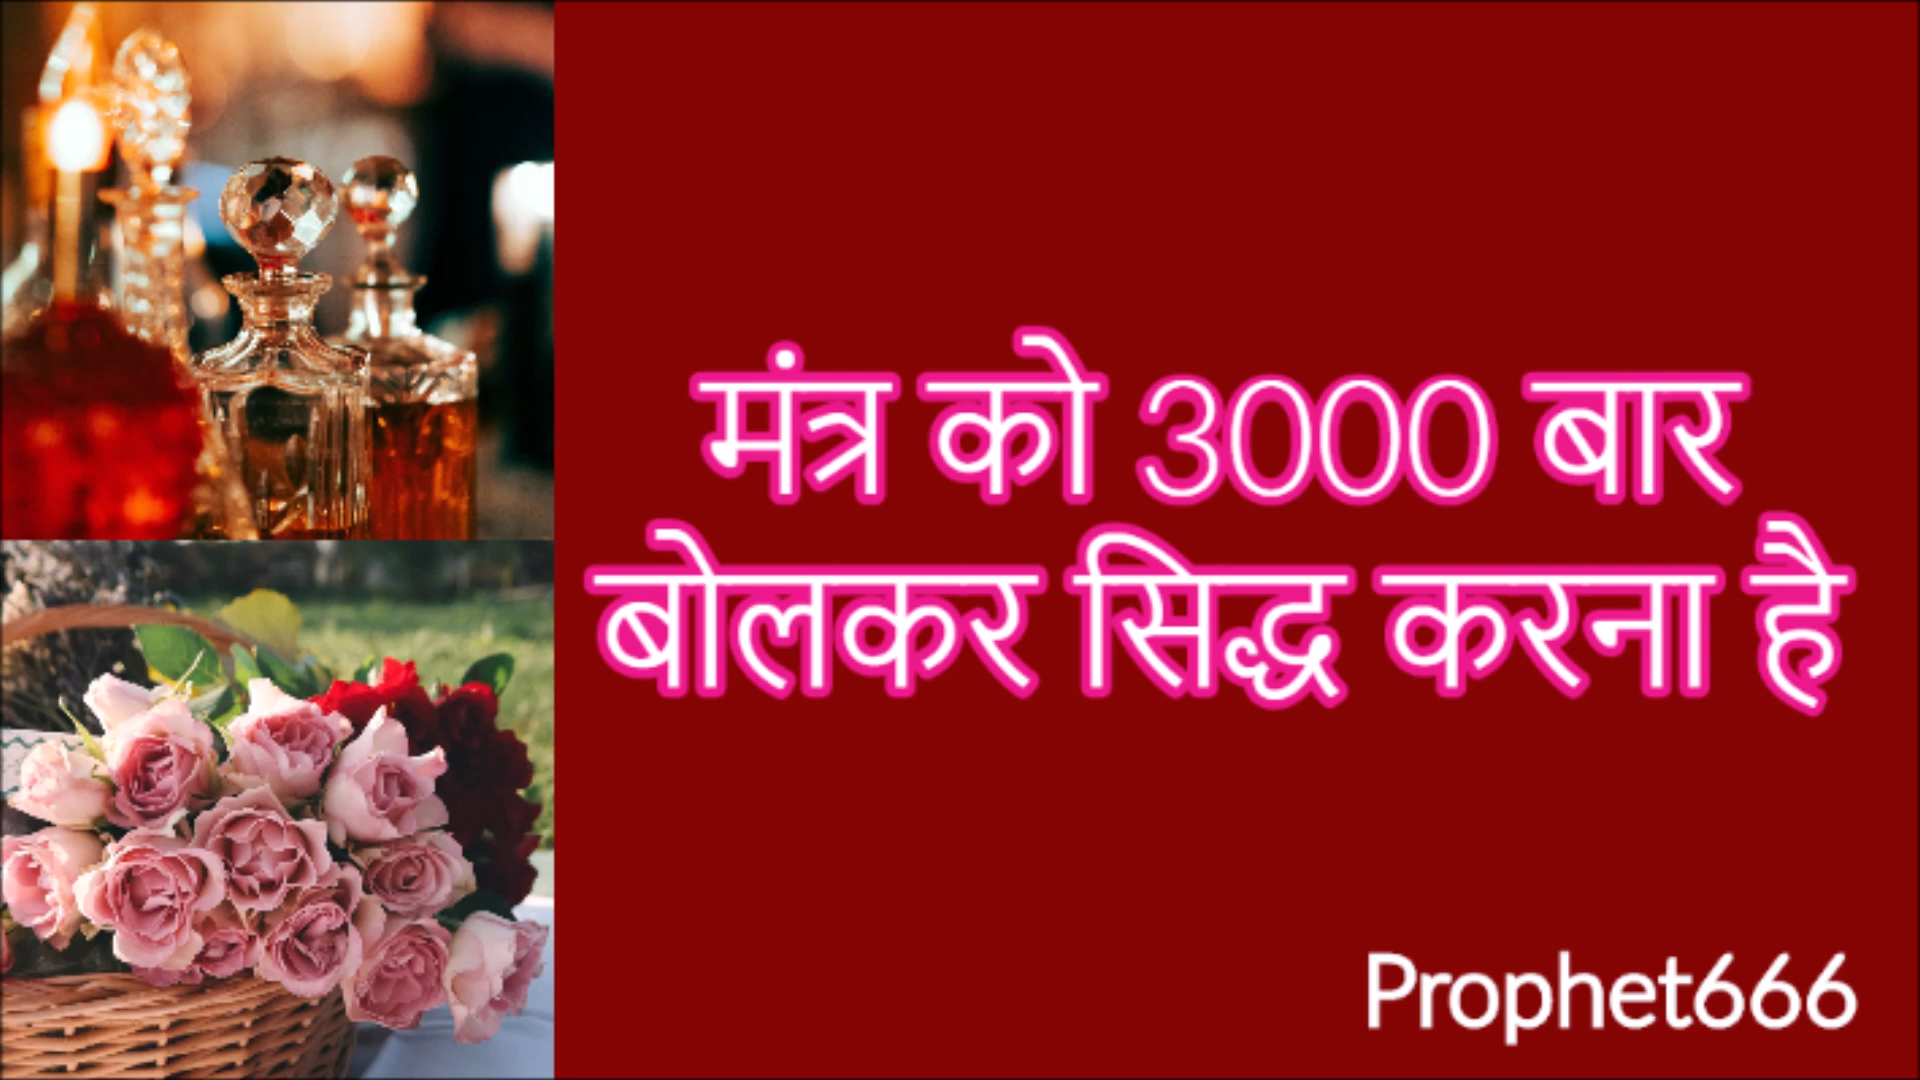 मंत्र को 3000 बार
बोलकर सिद्ध करना है
Prophet666